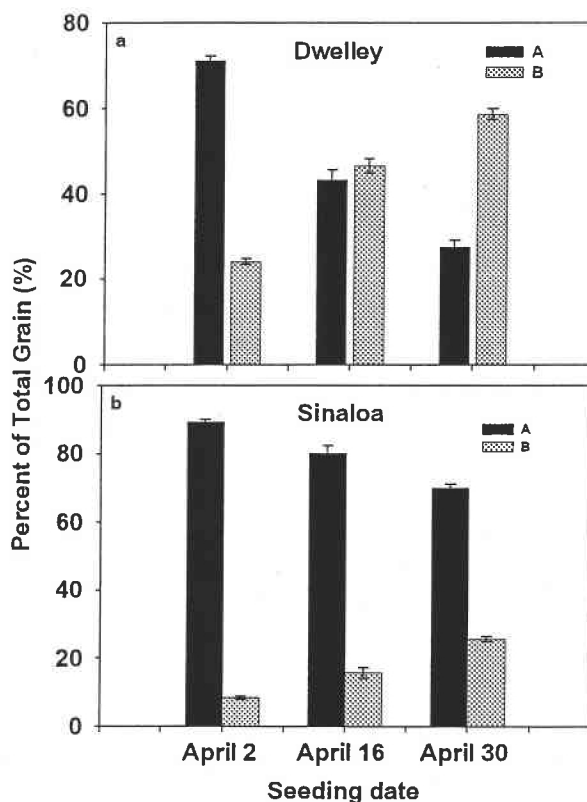 80
a
Dwelley
A
B
60
40
20
0
100
b
Sinaloa
A
B
80
60
40
20
0
Percent of Total Grain (%)
April 2 April 16 April 30
Seeding date